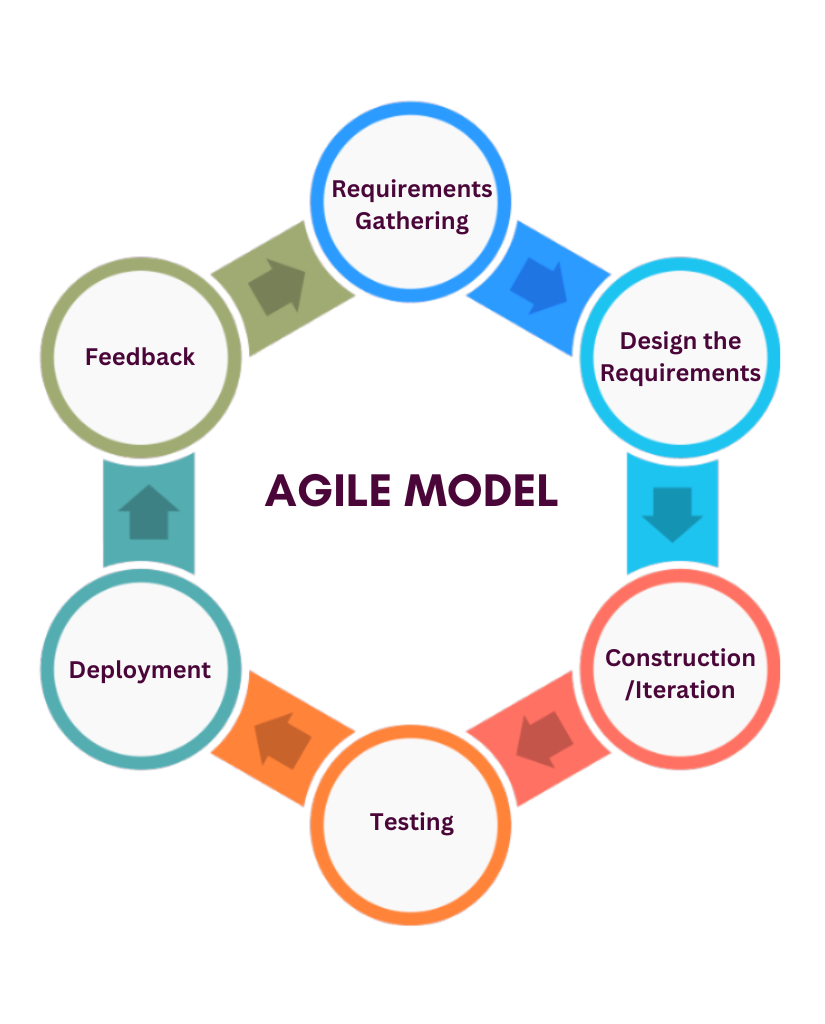 Requirements
Gathering
Design the
Requirements
Construction
/Iteration
Testing
Deployment
Feedback
AGILE MODEL